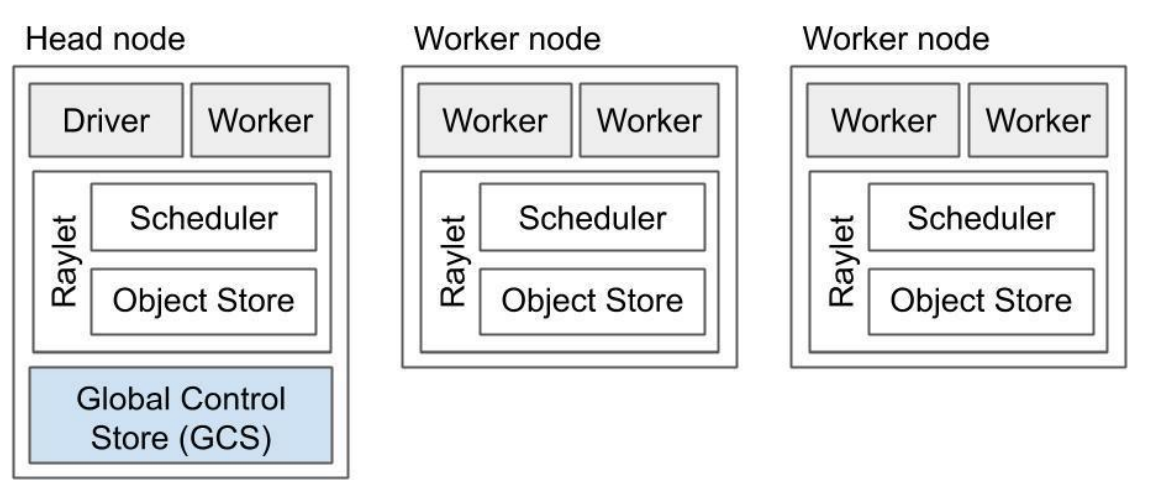 Head node
Driver
Worker
Raylet
Scheduler
Object Store
Global Control
Store (GCS)
Worker node
Worker
Worker
Raylet
Scheduler
Object Store
Worker node
Worker
Worker
Raylet
Scheduler
Object Store